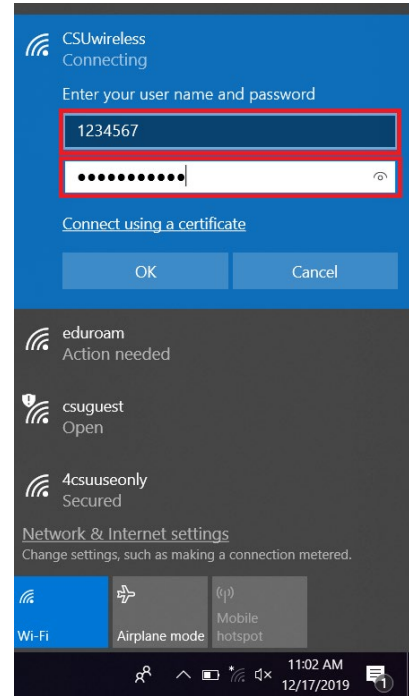 CSUwireless
Connecting
Enter your user name and password
1234567
●●●●●●●●●●●
Connect using a certificate
OK Cancel
eduroam
Action needed
csuguest
Open
4csuuseonly
Secured
Network & Internet settings
Change settings, such as making a connection metered.
Wi-Fi
Airplane mode
Mobile
hotspot
11:02 AM
12/17/2019
1